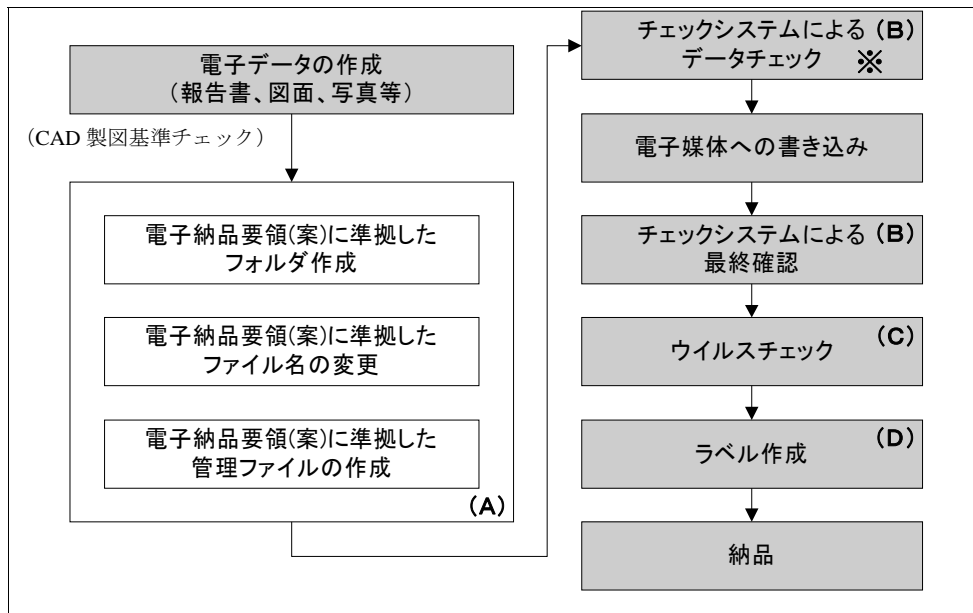 電子データの作成
（報告書、図面、写真等）
（CAD 製図基準チェック）
電子納品要領(案)に準拠した
フォルダ作成
電子納品要領(案)に準拠した
ファイル名の変更
電子納品要領(案)に準拠した
管理ファイルの作成
（A）
チェックシステムによる（B）
データチェック ※
電子媒体への書き込み
チェックシステムによる（B）
最終確認
（C）
ウイルスチェック
（D）
ラベル作成
納品